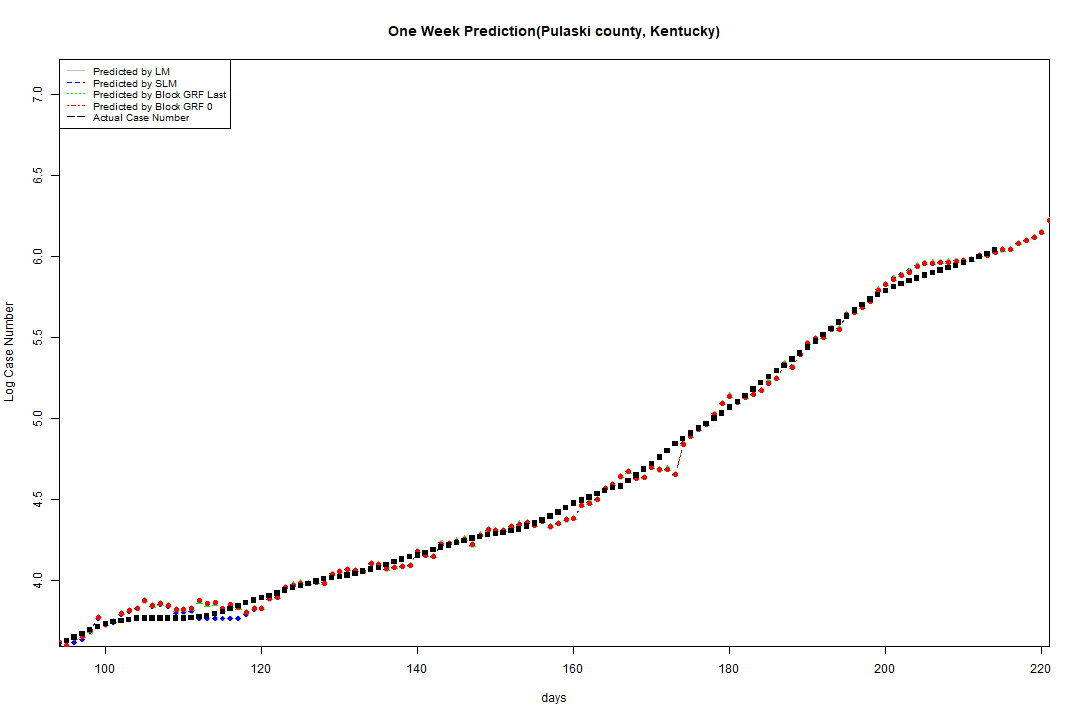 One Week Prediction(Pulaski county, Kentucky)
Predicted by LM
Predicted by SLM
Predicted by Block GRF Last
Predicted by Block GRF 0
Actual Case Number
7.0
6.5
6.0
5.5
5.0
4.5
4.0
Log Case Number
100 120 140 160 180 200 220
days